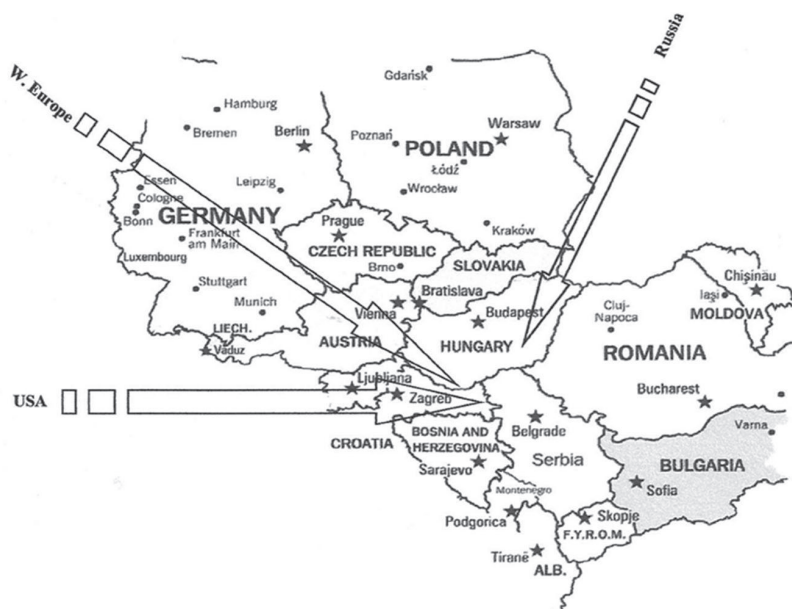 Russia
W. Europe
Gdańsk
Hamburg
Bremen
Berlin
Poznań
Warsaw
POLAND
Łódź
Essen
Leipzig
Wrocław
Cologne
Bonn
GERMANY
Frankfurt
am Main
Prague
Kraków
CZECH REPUBLIC
Luxembourg
Brno
SLOVAKIA
Chişinău
Stuttgart
Munich
Vienna
Bratislava
Iaşi
MOLDOVA
LIECH.
Budapest
Cluj-
Napoca
Vaduz
AUSTRIA
HUNGARY
ROMANIA
Ljubljana
USA
Zagreb
Bucharest
Varna
CROATIA
BOSNIA AND
HERZEGOVINA
Belgrade
Sarajevo
Serbia
BULGARIA
Sofia
Montenegro
Podgorica
Skopje
F.Y.R.O.M.
Tiranë
ALB.